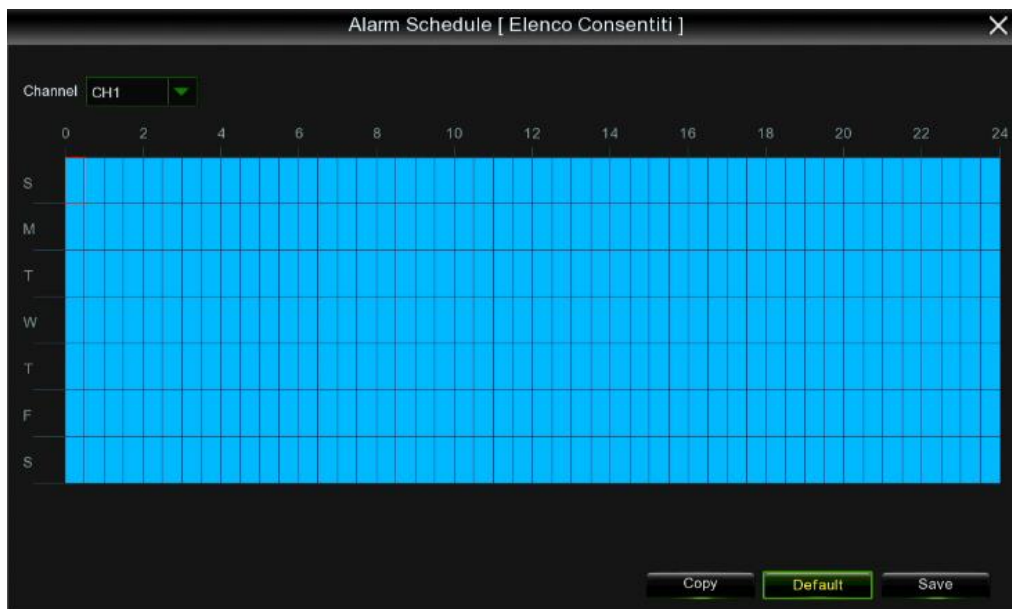 Alarm Schedule [ Elenco Consentiti ]
Channel CH1
0 2 4 6 8 10 12 14 16 18 20 22 24
S
M
T
W
T
F
S
Copy Default Save